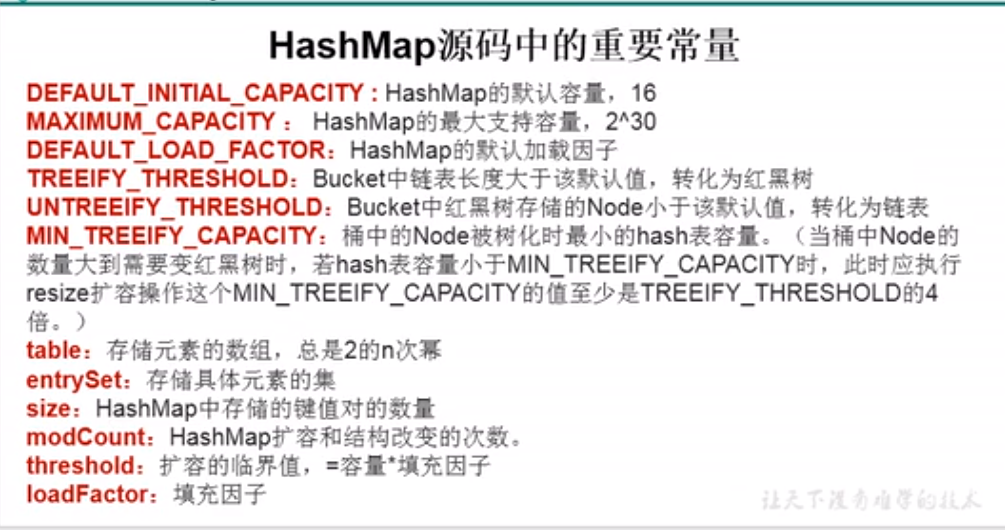 HashMap源码中的重要常量
DEFAULT_INITIAL_CAPACITY : HashMap的默认容量，16
MAXIMUM_CAPACITY ： HashMap的最大支持容量，2^30
DEFAULT_LOAD_FACTOR：HashMap的默认加载因子
TREEIFY_THRESHOLD：Bucket中链表长度大于该默认值，转化为红黑树
UNTREEIFY_THRESHOLD：Bucket中红黑树存储的Node小于该默认值，转化为链表
MIN_TREEIFY_CAPACITY：桶中的Node被树化时最小的hash表容量。（当桶中Node的
数量大到需要变红黑树时，若hash表容量小于MIN_TREEIFY_CAPACITY时，此时应执行
resize扩容操作这个MIN_TREEIFY_CAPACITY的值至少是TREEIFY_THRESHOLD的4
倍。）
table：存储元素的数组，总是2的n次幂
entrySet：存储具体元素的集
size：HashMap中存储的键值对的数量
modCount：HashMap扩容和结构改变的次数。
threshold：扩容的临界值，=容量*填充因子
loadFactor：填充因子
让天下没有难学的技术